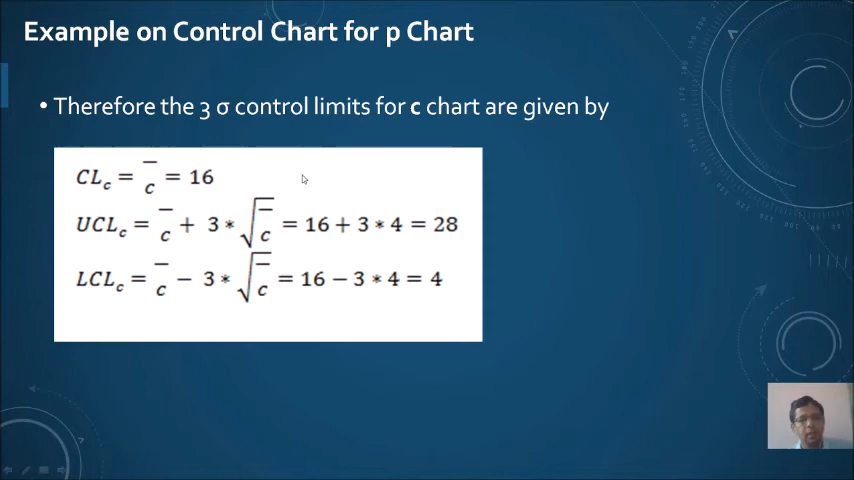 Example on Control Chart for p Chart
• Therefore the 3 σ control limits for c chart are given by
CL_c = c̅ = 16
UCL_c = c̅ + 3 * √c̅ = 16 + 3 * 4 = 28
LCL_c = c̅ − 3 * √c̅ = 16 − 3 * 4 = 4